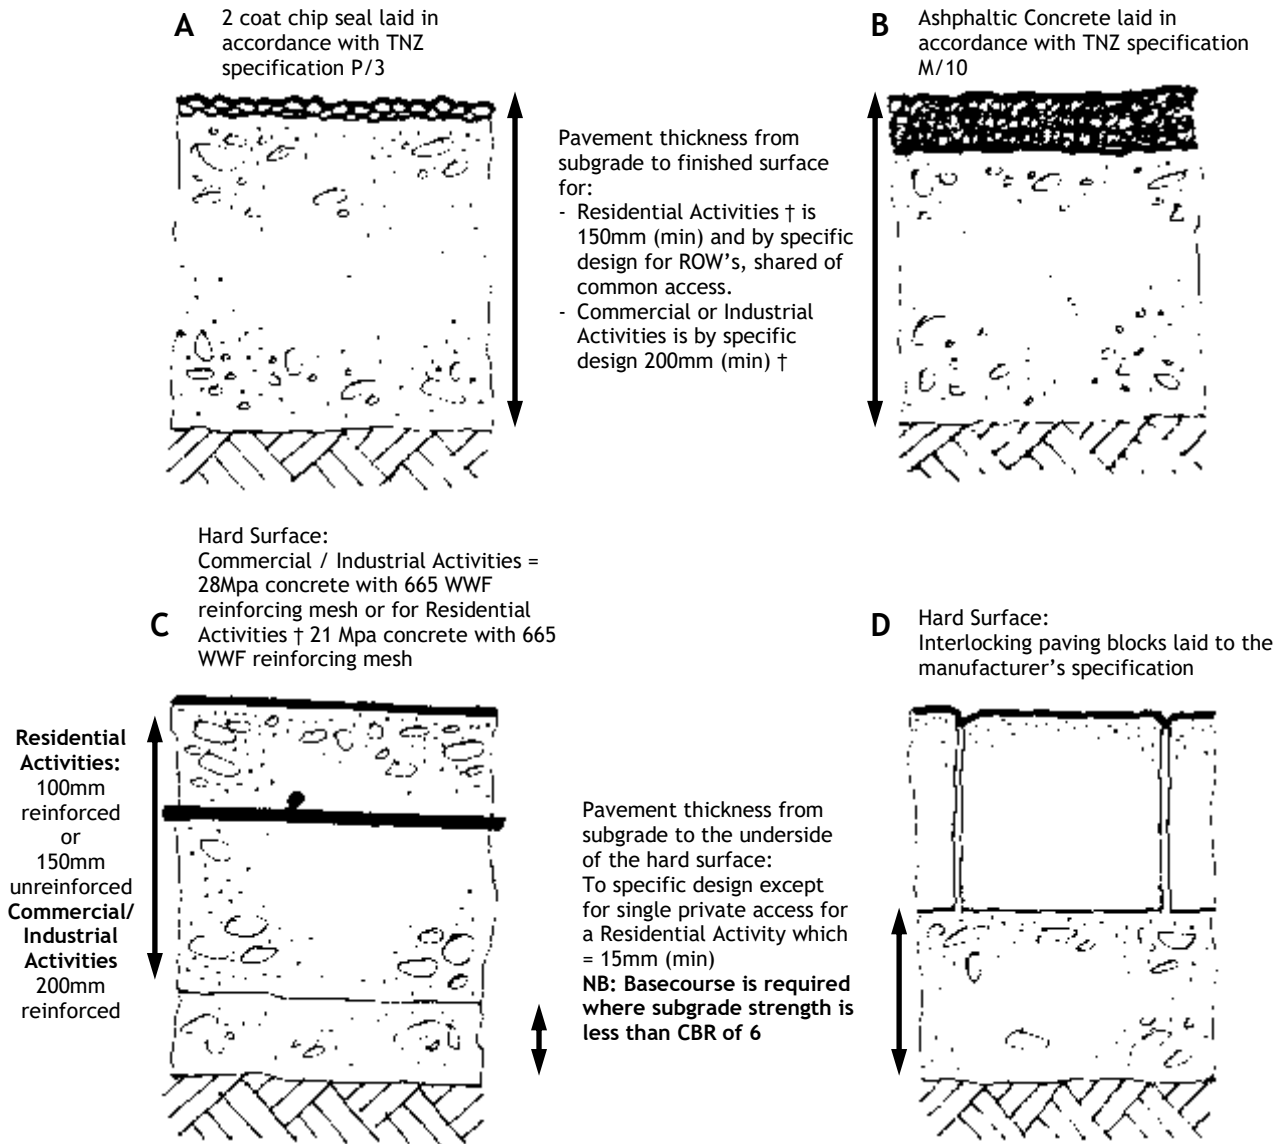 A
2 coat chip seal laid in
accordance with TNZ
specification P/3
B
Ashphaltic Concrete laid in
accordance with TNZ specification
M/10
Pavement thickness from
subgrade to finished surface
for:
- Residential Activities † is
150mm (min) and by specific
design for ROW's, shared of
common access.
- Commercial or Industrial
Activities is by specific
design 200mm (min) †
C
Hard Surface:
Commercial / Industrial Activities =
28Mpa concrete with 665 WWF
reinforcing mesh or for Residential
Activities † 21 Mpa concrete with 665
WWF reinforcing mesh
D
Hard Surface:
Interlocking paving blocks laid to the
manufacturer's specification
Residential
Activities:
100mm
reinforced
or
150mm
unreinforced
Commercial/
Industrial
Activities
200mm
reinforced
Pavement thickness from
subgrade to the underside
of the hard surface:
To specific design except
for single private access for
a Residential Activity which
= 15mm (min)
NB: Basecourse is required
where subgrade strength is
less than CBR of 6